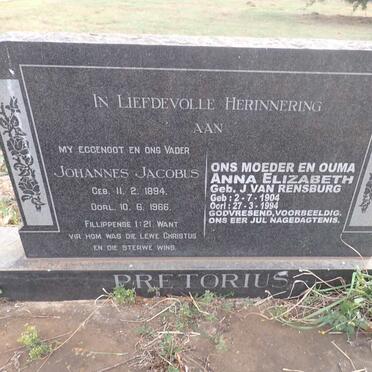 IN LIEFDEVOLLE HERINNERING
AAN
MY EGGENOOT EN ONS VADER
JOHANNES JACOBUS
GEB. 11. 2. 1894.
OORL. 10. 6. 1966.
FILLIPPENSE 1:21. WANT
VIR HOM WAS DIE LEWE CHRISTUS
EN DIE STERWE WINS.
ONS MOEDER EN OUMA
ANNA ELIZABETH
Geb. J VAN RENSBURG
Geb : 2-7-1904
Oorl : 27-3-1994
GODVRESEND, VOORBEELDIG.
ONS EER JUL NAGEDAGTENIS.
PRETORIUS